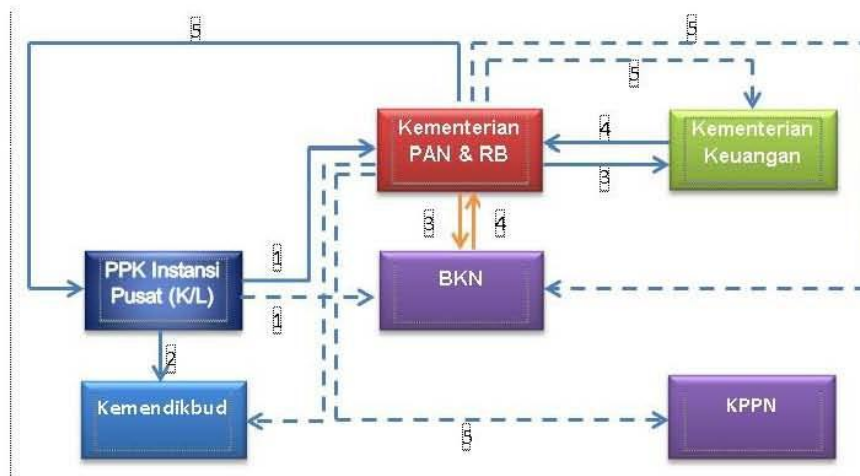 5
5
5
Kementerian
PAN & RB
4
3
Kementerian
Keuangan
3
4
PPK Instansi
Pusat (K/L)
1
1
BKN
2
Kemendikbud
5
KPPN